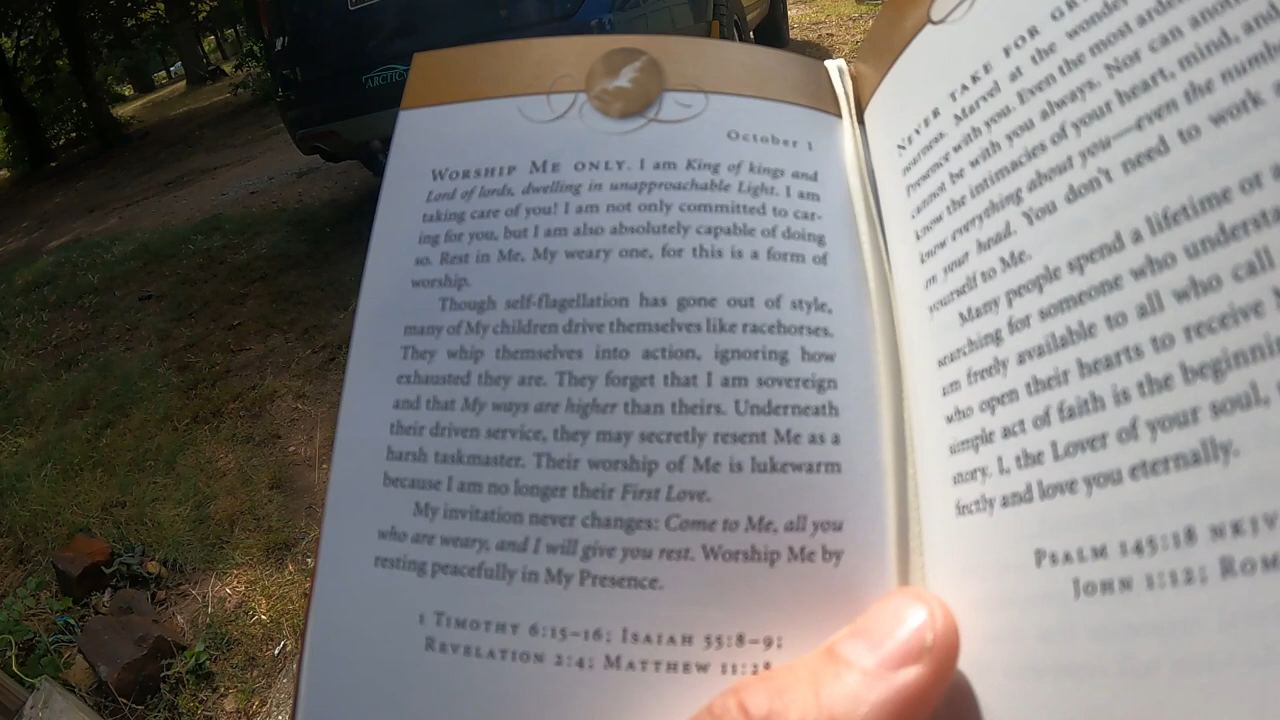 ARCTIC
October 1
WORSHIP ME ONLY. I am King of kings and
Lord of lords, dwelling in unapproachable Light. I am
taking care of you! I am not only committed to car-
ing for you, but I am also absolutely capable of doing
so. Rest in Me, My weary one, for this is a form of
worship.
Though self-flagellation has gone out of style,
many of My children drive themselves like racehorses.
They whip themselves into action, ignoring how
exhausted they are. They forget that I am sovereign
and that My ways are higher than theirs. Underneath
their driven service, they may secretly resent Me as a
harsh taskmaster. Their worship of Me is lukewarm
because I am no longer their First Love.
My invitation never changes: Come to Me, all you
who are weary, and I will give you rest. Worship Me by
resting peacefully in My Presence.
1 TIMOTHY 6:15–16; ISAIAH 55:8–9;
REVELATION 2:4; MATTHEW 11:28
NEVER TAKE FOR
Marvel at the wonder
Presence with you. Even the most
cannot be with you always. Nor can
know the intimacies of your heart, mind, and
know everything about you—even the
on your head. You don't need to work
yourself to Me.
Many people spend a lifetime or
searching for someone who
am freely available to all who call
who open their hearts to receive
simple act of faith is the
story. I, the Lover of your soul,
fectly and love you eternally.
PSALM 145:18 NKJV
JOHN 1:12; ROM